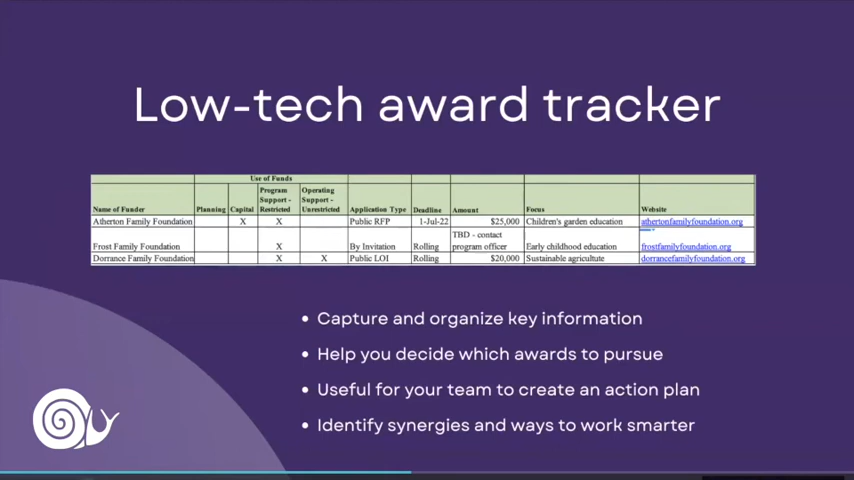 Low-tech award tracker
Use of Funds
Name of Funder Planning Capital Program Support - Restricted Operating Support - Unrestricted Application Type Deadline Amount Focus Website
Atherton Family Foundation X X Public RFP 1-Jul-22 $25,000 Children's garden education athertonfamilyfoundation.org
Frost Family Foundation X By Invitation Rolling TBD - contact program officer Early childhood education frostfamilyfoundation.org
Dorrance Family Foundation X X Public LOI Rolling $20,000 Sustainable agricultute dorrancefamilyfoundation.org
• Capture and organize key information
• Help you decide which awards to pursue
• Useful for your team to create an action plan
• Identify synergies and ways to work smarter